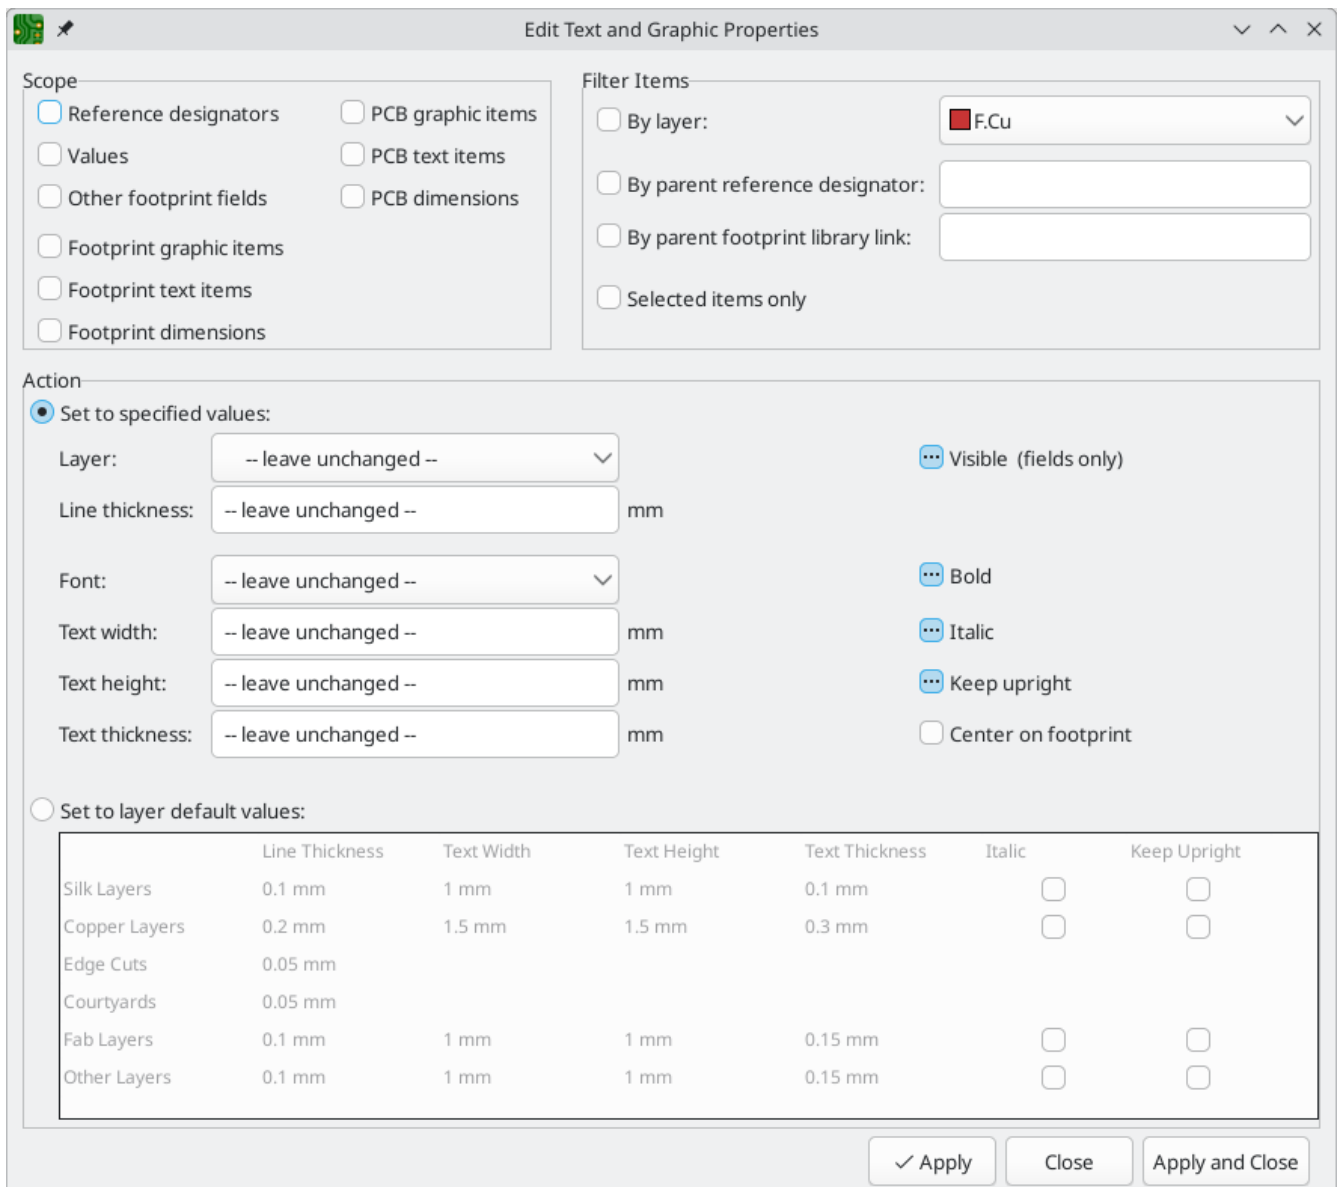 Edit Text and Graphic Properties
Scope
Reference designators
PCB graphic items
Values
PCB text items
Other footprint fields
PCB dimensions
Footprint graphic items
Footprint text items
Footprint dimensions
Filter Items
By layer:
F.Cu
By parent reference designator:
By parent footprint library link:
Selected items only
Action
Set to specified values:
Layer: -- leave unchanged -- Visible (fields only)
Line thickness: -- leave unchanged -- mm
Font: -- leave unchanged -- Bold
Text width: -- leave unchanged -- mm Italic
Text height: -- leave unchanged -- mm Keep upright
Text thickness: -- leave unchanged -- mm Center on footprint
Set to layer default values:
Line Thickness Text Width Text Height Text Thickness Italic Keep Upright
Silk Layers 0.1 mm 1 mm 1 mm 0.1 mm
Copper Layers 0.2 mm 1.5 mm 1.5 mm 0.3 mm
Edge Cuts 0.05 mm
Courtyards 0.05 mm
Fab Layers 0.1 mm 1 mm 1 mm 0.15 mm
Other Layers 0.1 mm 1 mm 1 mm 0.15 mm
Apply Close Apply and Close